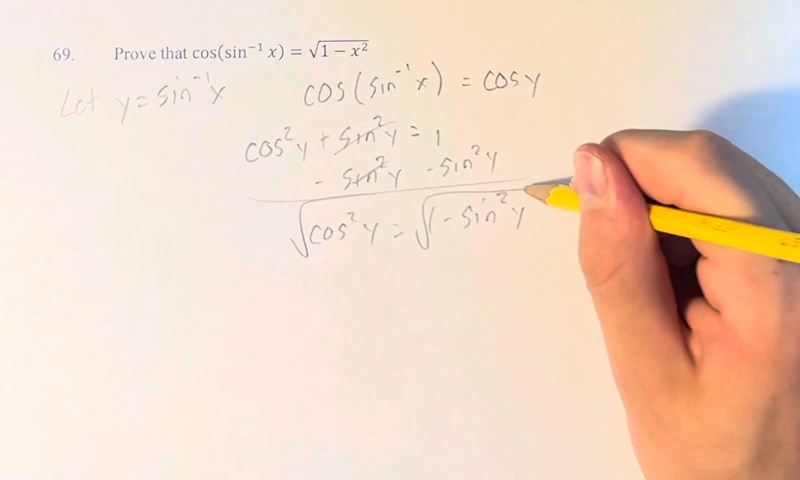 69. Prove that cos(sin⁻¹ x) = √1 − x²
Let y = sin⁻¹x cos(sin⁻¹x) = cosy
cos²y + sin²y = 1
- sin²y -sin²y
√cos²y = √1 - sin²y